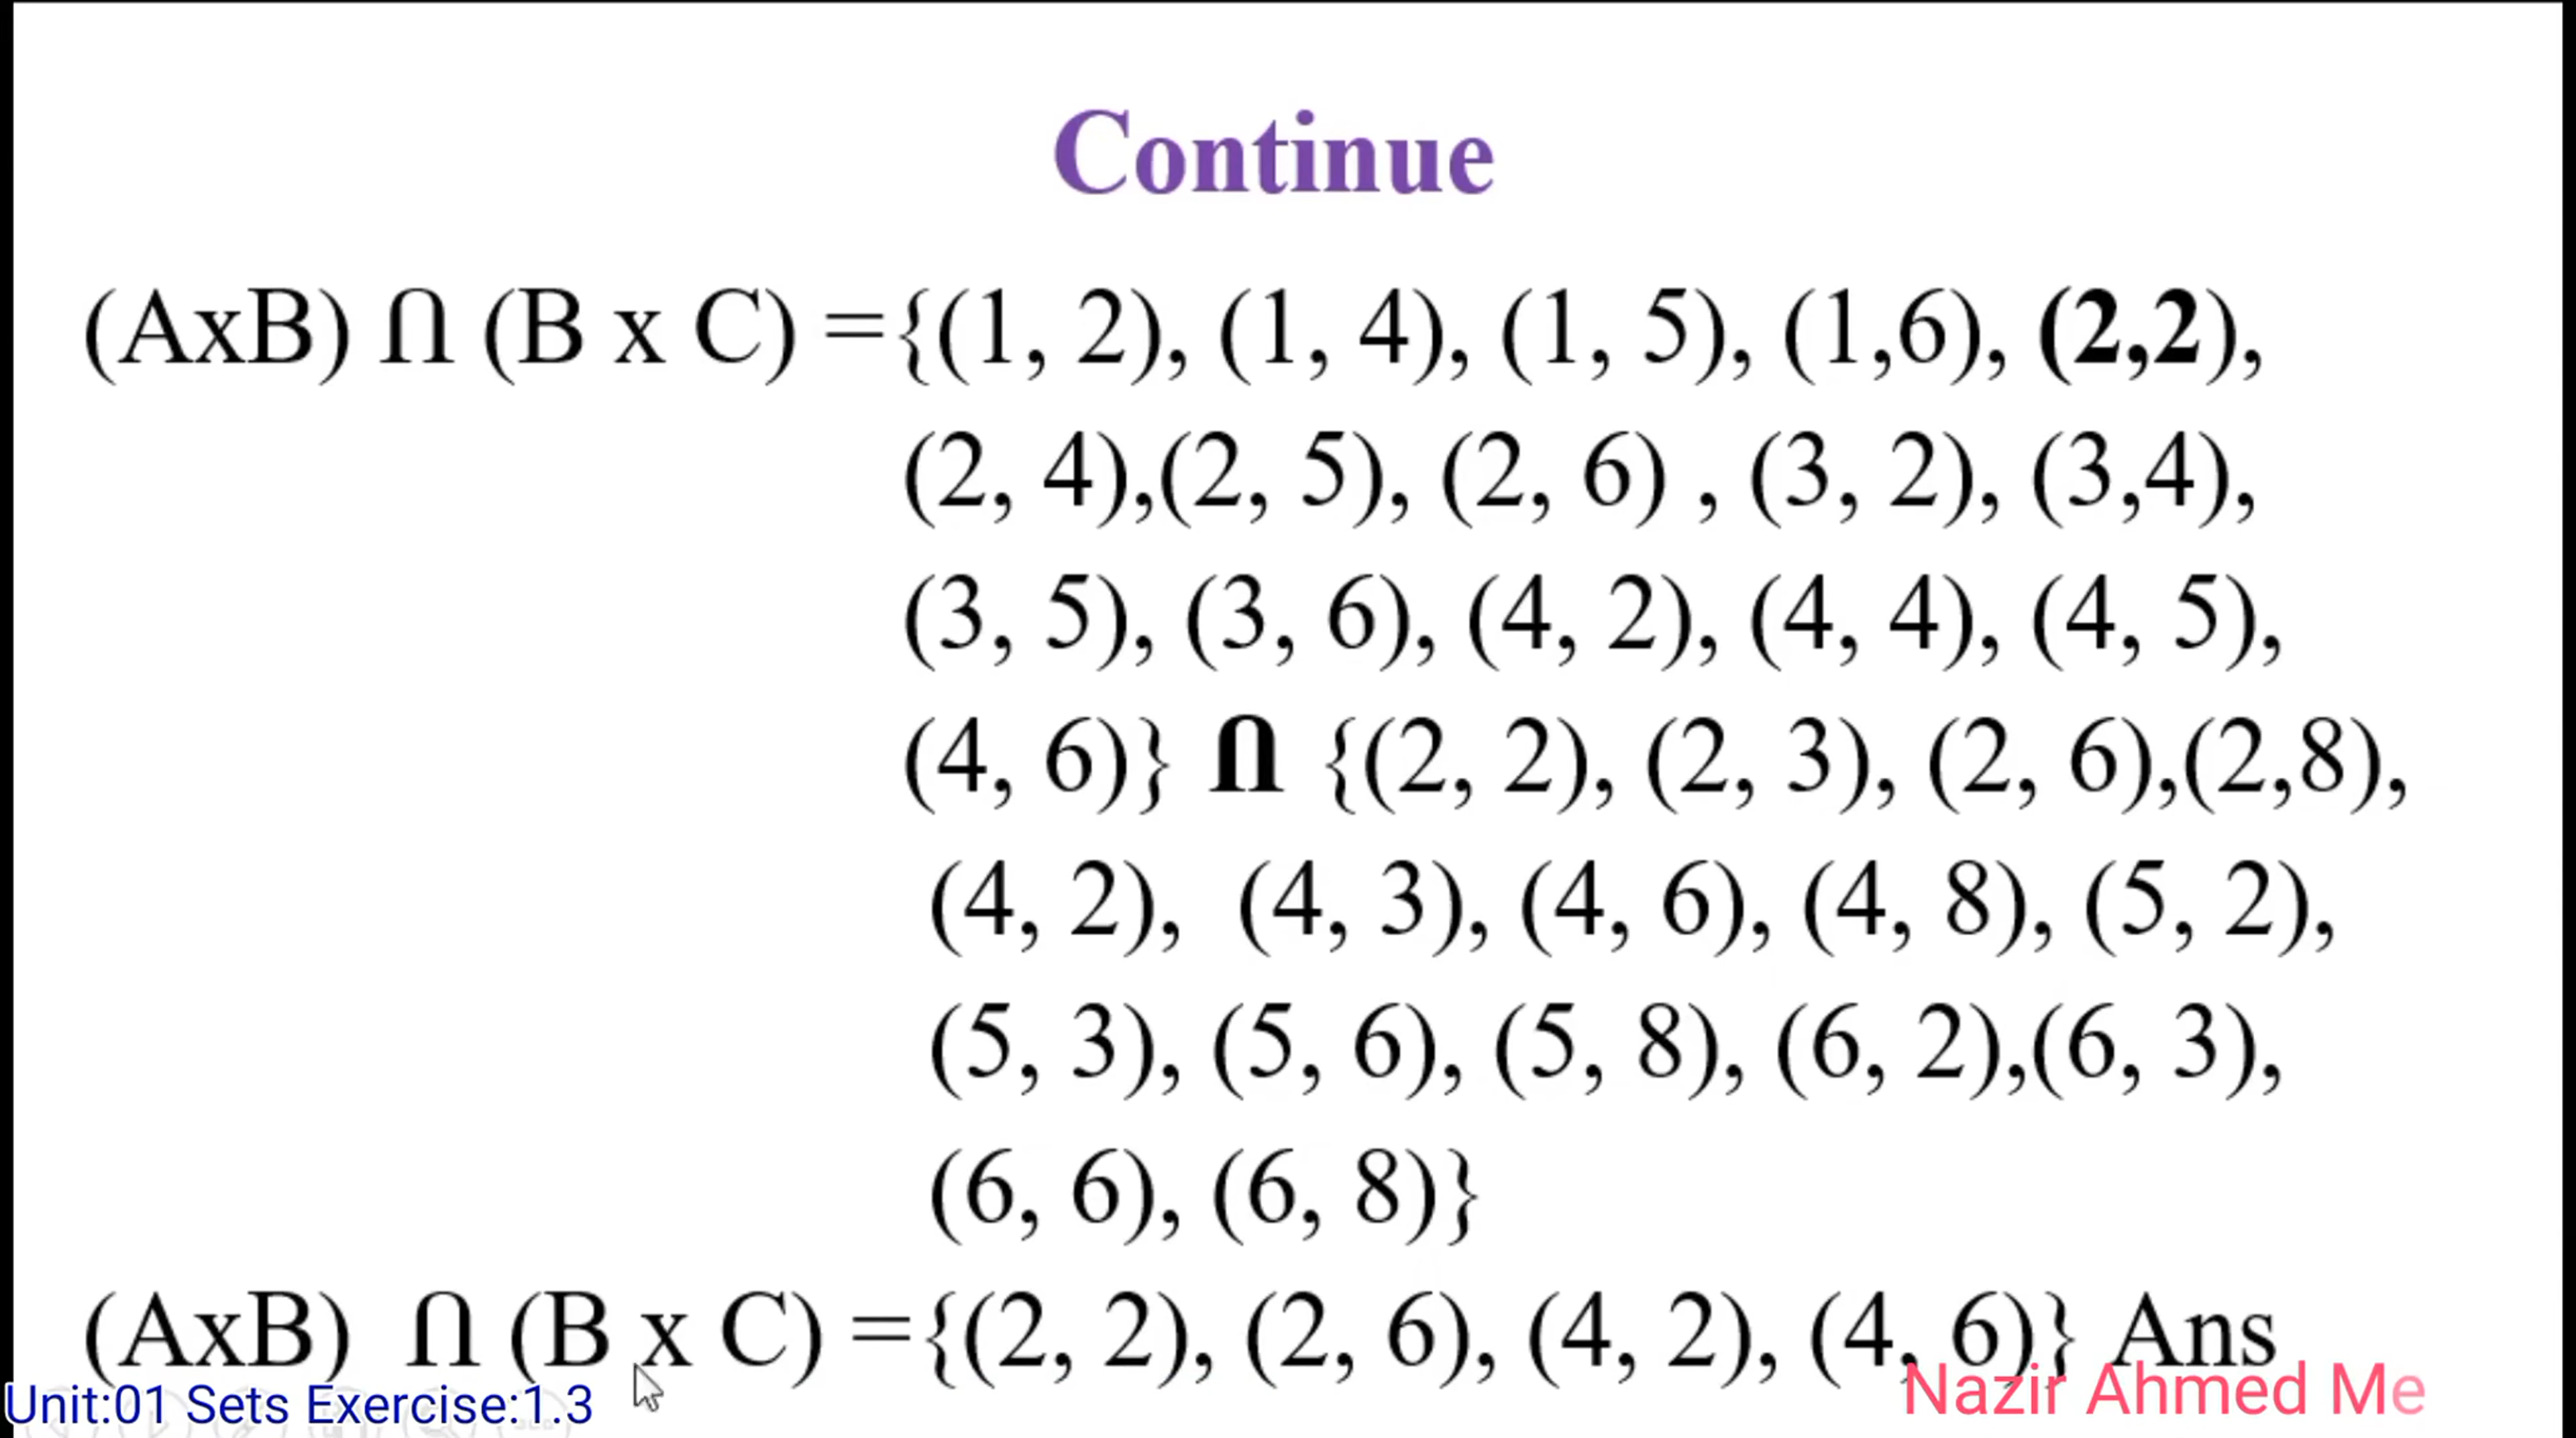 Continue
(AxB) ∩ (B x C) ={(1, 2), (1, 4), (1, 5), (1,6), (2,2),
(2, 4),(2, 5), (2, 6) , (3, 2), (3,4),
(3, 5), (3, 6), (4, 2), (4, 4), (4, 5),
(4, 6)} ∩ {(2, 2), (2, 3), (2, 6),(2,8),
(4, 2), (4, 3), (4, 6), (4, 8), (5, 2),
(5, 3), (5, 6), (5, 8), (6, 2),(6, 3),
(6, 6), (6, 8)}
(AxB) ∩ (B x C) ={(2, 2), (2, 6), (4, 2), (4, 6)} Ans
Unit:01 Sets Exercise:1.3
Nazir Ahmed Me